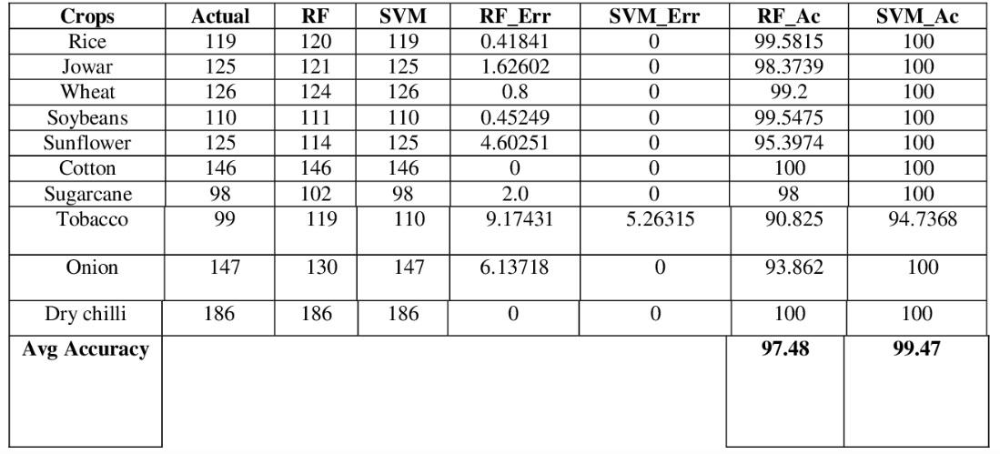 Crops Actual RF SVM RF_Err SVM_Err RF_Ac SVM_Ac
Rice 119 120 119 0.41841 0 99.5815 100
Jowar 125 121 125 1.62602 0 98.3739 100
Wheat 126 124 126 0.8 0 99.2 100
Soybeans 110 111 110 0.45249 0 99.5475 100
Sunflower 125 114 125 4.60251 0 95.3974 100
Cotton 146 146 146 0 0 100 100
Sugarcane 98 102 98 2.0 0 98 100
Tobacco 99 119 110 9.17431 5.26315 90.825 94.7368
Onion 147 130 147 6.13718 0 93.862 100
Dry chilli 186 186 186 0 0 100 100
Avg Accuracy 97.48 99.47